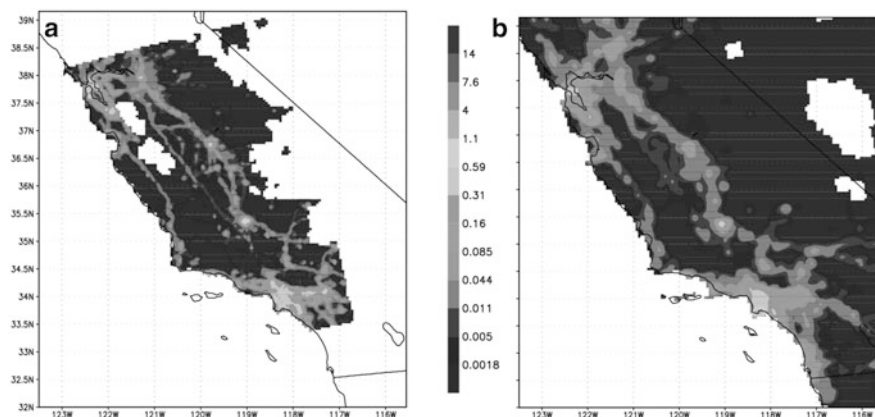 a
39N
38.5N
38N
37.5N
37N
36.5N
36N
35.5N
35N
34.5N
34N
33.5N
33N
32.5N
32N
123W 122W 121W 120W 119W 118W 117W 116W
14
7.6
4
1.1
0.59
0.31
0.16
0.085
0.044
0.011
0.005
0.0018
b
123W 122W 121W 120W 119W 118W 117W 116W